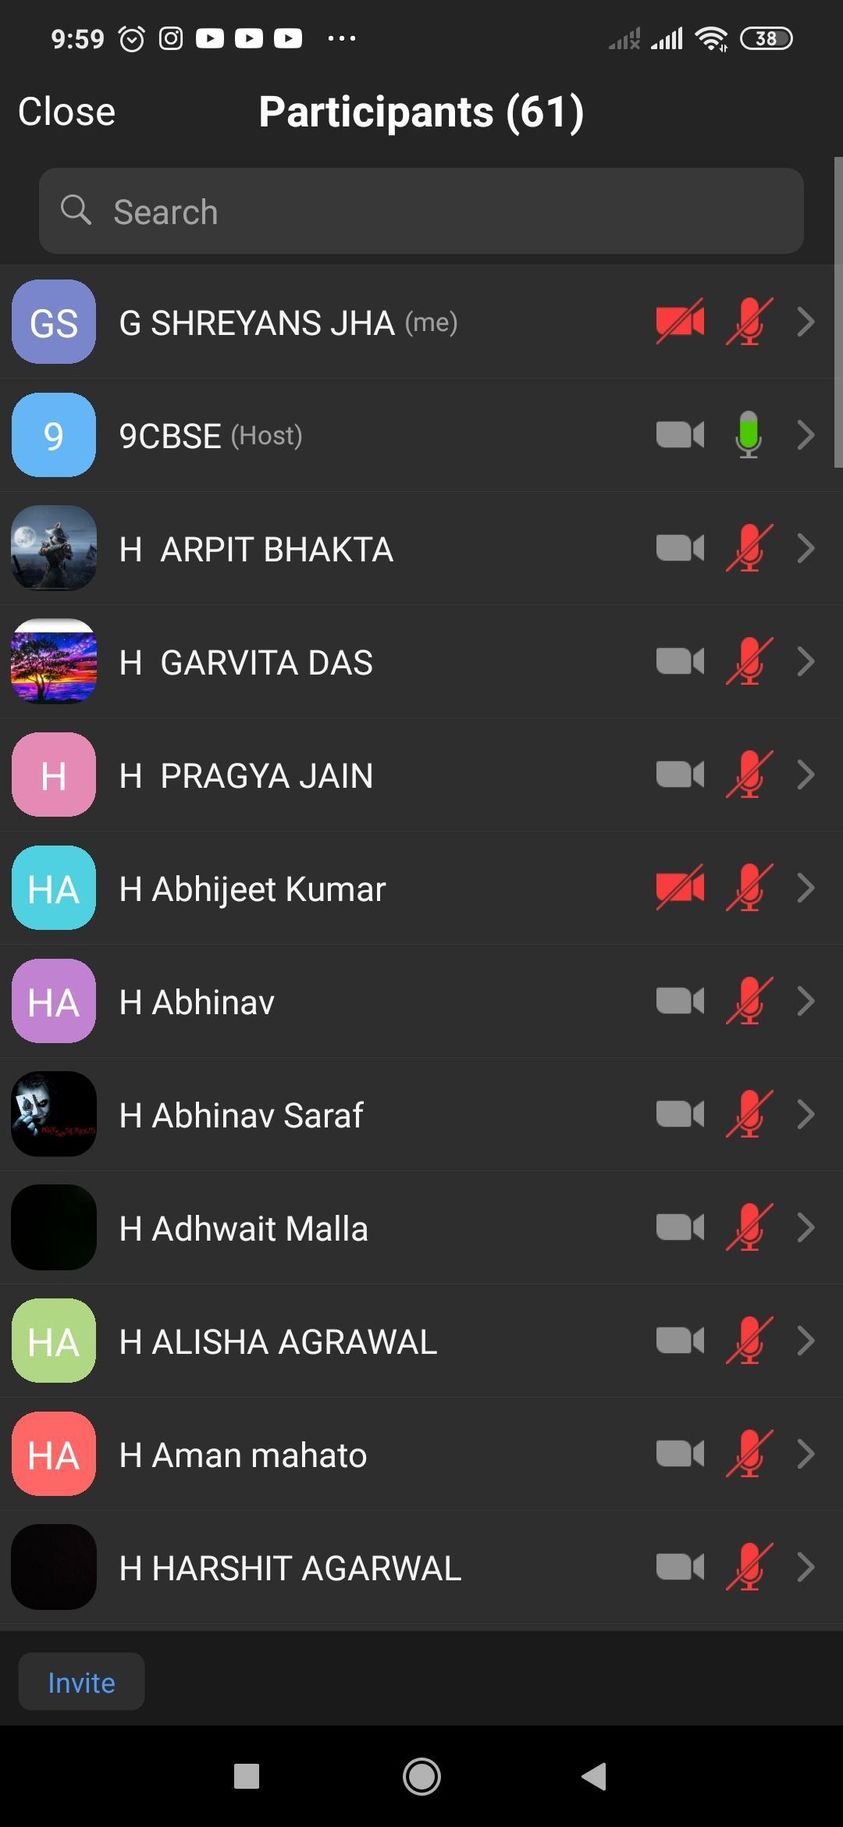 9:59 ... 38
Close Participants (61)
Search
GS G SHREYANS JHA (me)
9 9CBSE (Host)
H ARPIT BHAKTA
H GARVITA DAS
H H PRAGYA JAIN
HA H Abhijeet Kumar
HA H Abhinav
H Abhinav Saraf
H Adhwait Malla
HA H ALISHA AGRAWAL
HA H Aman mahato
H HARSHIT AGARWAL
Invite